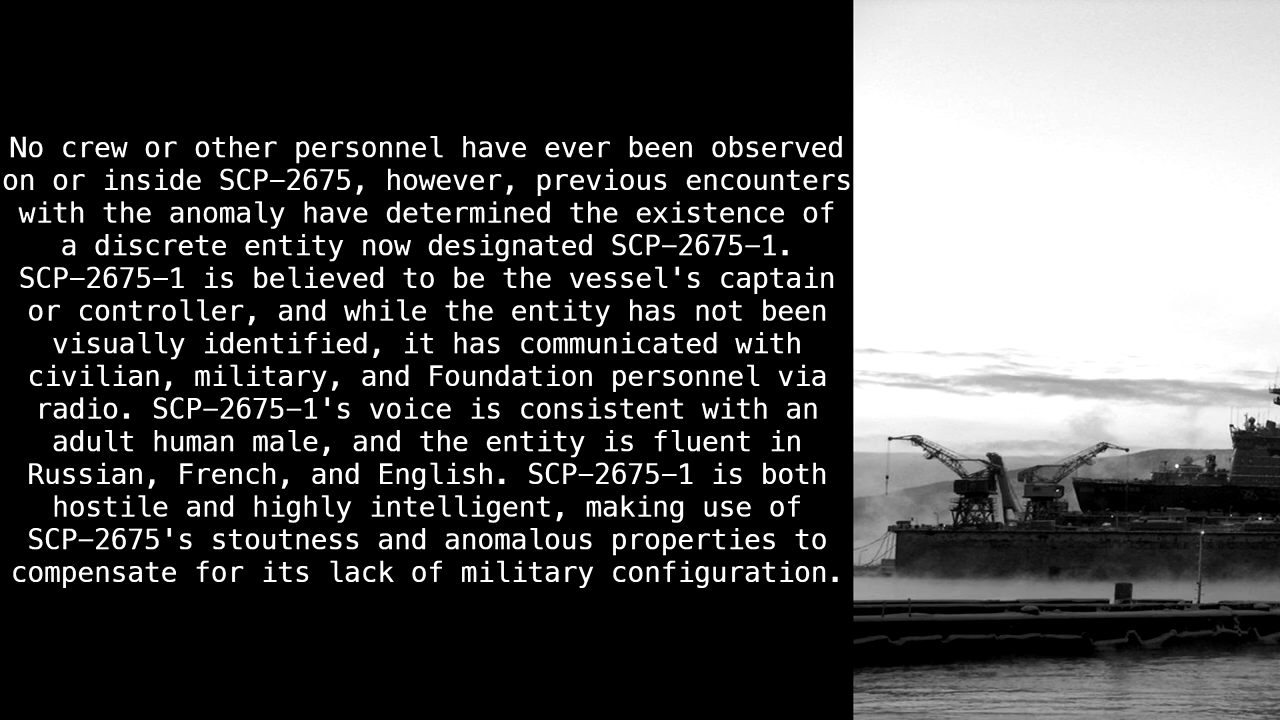 No crew or other personnel have ever been observed
on or inside SCP–2675, however, previous encounters
with the anomaly have determined the existence of
a discrete entity now designated SCP–2675–1.
SCP–2675–1 is believed to be the vessel's captain
or controller, and while the entity has not been
visually identified, it has communicated with
civilian, military, and Foundation personnel via
radio. SCP–2675–1's voice is consistent with an
adult human male, and the entity is fluent in
Russian, French, and English. SCP–2675–1 is both
hostile and highly intelligent, making use of
SCP–2675's stoutness and anomalous properties to
compensate for its lack of military configuration.